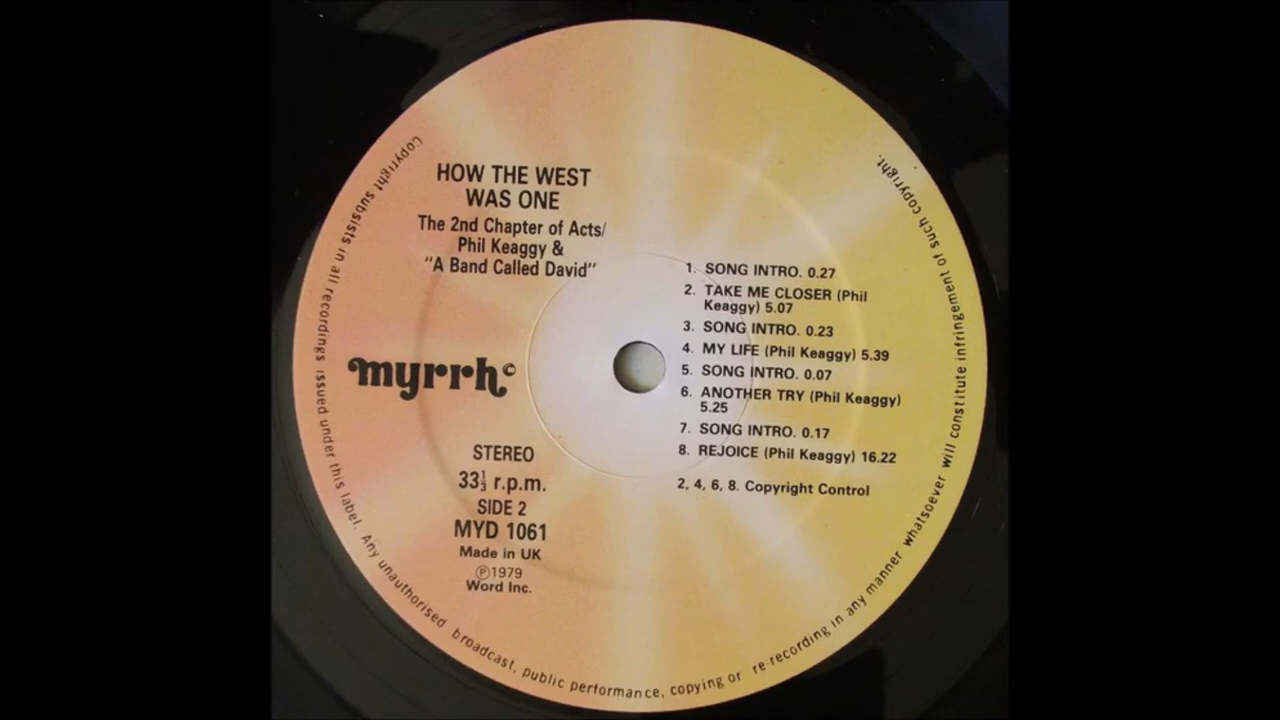 HOW THE WEST
WAS ONE
The 2nd Chapter of Acts/
Phil Keaggy &
"A Band Called David"
myrrh©
STEREO
33⅓ r.p.m.
SIDE 2
MYD 1061
Made in UK
Ⓟ1979
Word Inc.
1. SONG INTRO. 0.27
2. TAKE ME CLOSER (Phil
Keaggy) 5.07
3. SONG INTRO. 0.23
4. MY LIFE (Phil Keaggy) 5.39
5. SONG INTRO. 0.07
6. ANOTHER TRY (Phil Keaggy)
5.25
7. SONG INTRO. 0.17
8. REJOICE (Phil Keaggy) 16.22
2, 4, 6, 8. Copyright Control
Copyright subsists in all recordings issued under this label. Any unauthorised broadcast, public performance, copying or re-recording in any manner whatsoever will constitute infringement of such copyright.